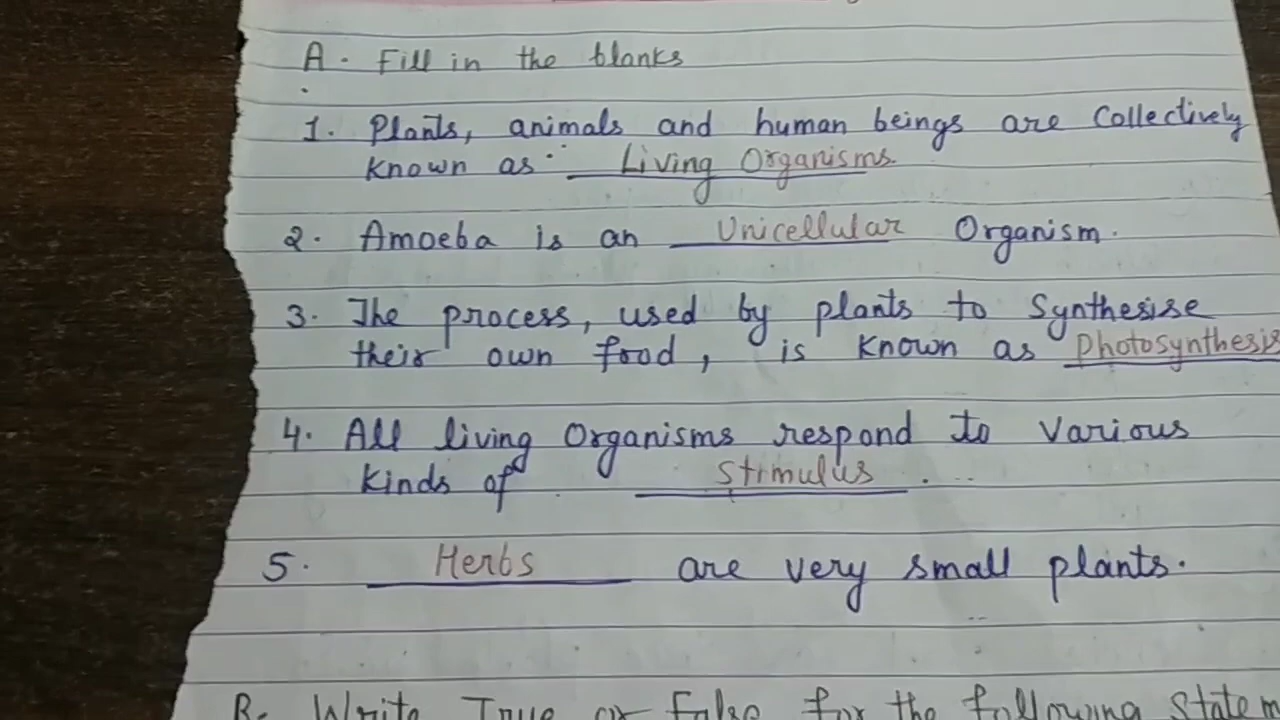 A. Fill in the blanks
1. Plants, animals and human beings are Collectively
known as Living Organisms.
2. Amoeba is an Unicellular Organism.
3. The process, used by plants to Synthesise
their own food, is known as Photosynthesis
4. All living Organisms respond to Various
Kinds of Stimulus.
5. Herbs are very small plants.
B. Write True or False for the following Statem